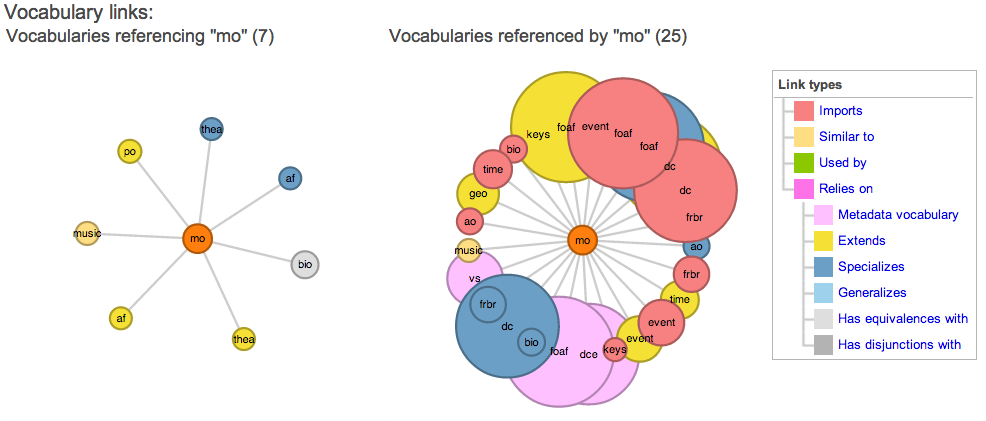 Vocabulary links:
Vocabularies referencing "mo" (7)
Vocabularies referenced by "mo" (25)
thea
po
af
music
mo
bio
af
thea
keys
foaf
event
foaf
foaf
bio
dc
time
geo
dc
frbr
ao
mo
ao
music
vs
frbr
time
frbr
dc
event
bio
event
foaf
dce
keys
Link types
Imports
Similar to
Used by
Relies on
Metadata vocabulary
Extends
Specializes
Generalizes
Has equivalences with
Has disjunctions with